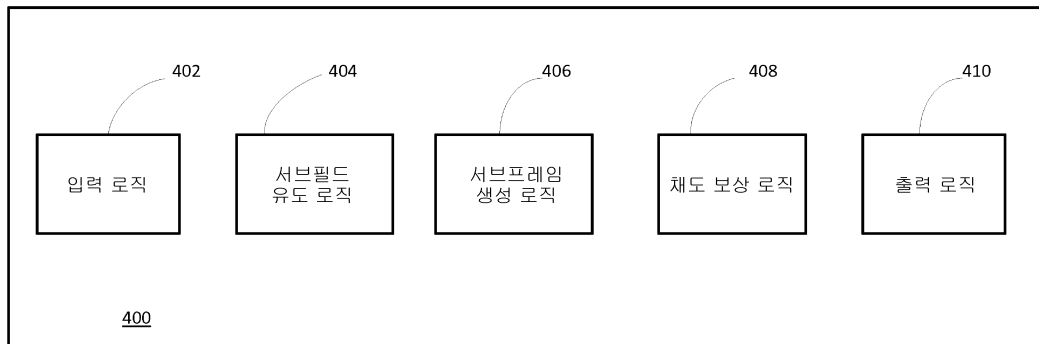 402
404
406
408
410
입력 로직
서브필드
유도 로직
서브프레임
생성 로직
채도 보상 로직
출력 로직
400